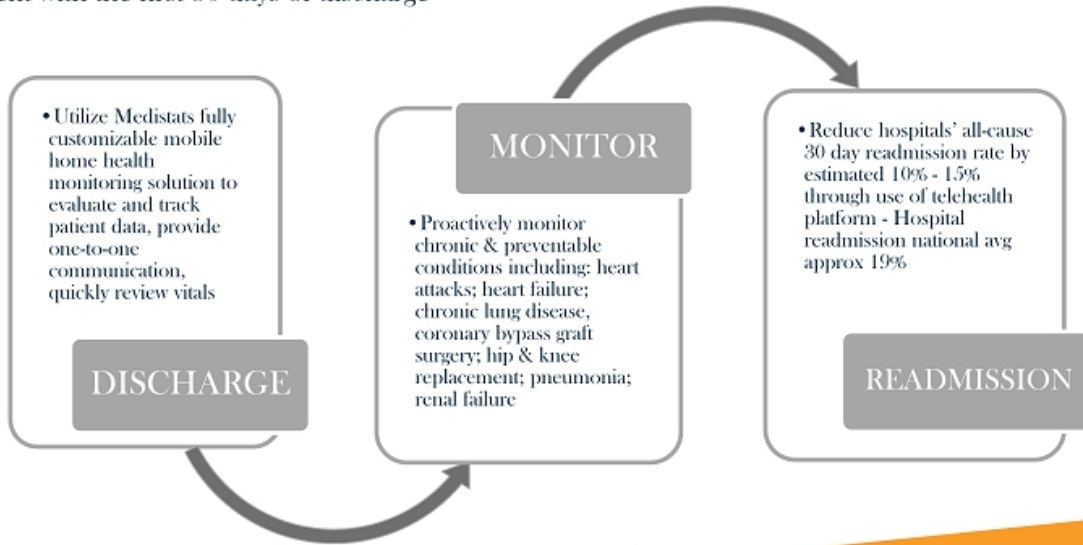 • Utilize Medistats fully
customizable mobile
home health
monitoring solution to
evaluate and track
patient data, provide
one-to-one
communication,
quickly review vitals
DISCHARGE
MONITOR
• Proactively monitor
chronic & preventable
conditions including: heart
attacks; heart failure;
chronic lung disease,
coronary bypass graft
surgery; hip & knee
replacement; pneumonia;
renal failure
• Reduce hospitals' all-cause
30 day readmission rate by
estimated 10% - 15%
through use of telehealth
platform - Hospital
readmission national avg
approx 19%
READMISSION